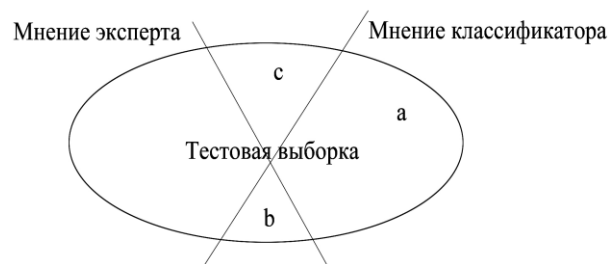 Мнение эксперта
Мнение классификатора
c
a
Тестовая выборка
b